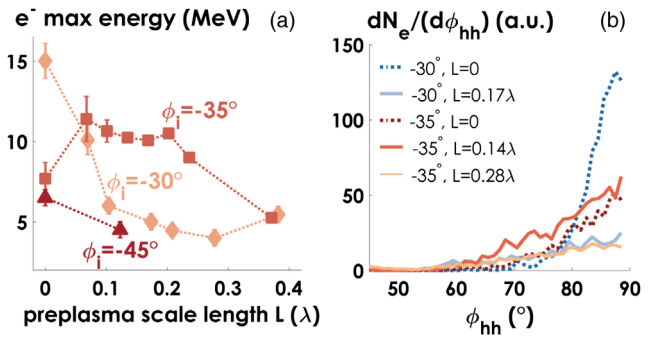 e⁻ max energy (MeV) (a)
15
10
5
0 0.1 0.2 0.3 0.4
preplasma scale length L (λ)
ϕi=-35°
ϕi=-30°
ϕi=-45°
dNe/(dϕhh) (a.u.) (b)
150
100
50
0
50 60 70 80 90
ϕhh (°)
-30°, L=0
-30°, L=0.17λ
-35°, L=0
-35°, L=0.14λ
-35°, L=0.28λ